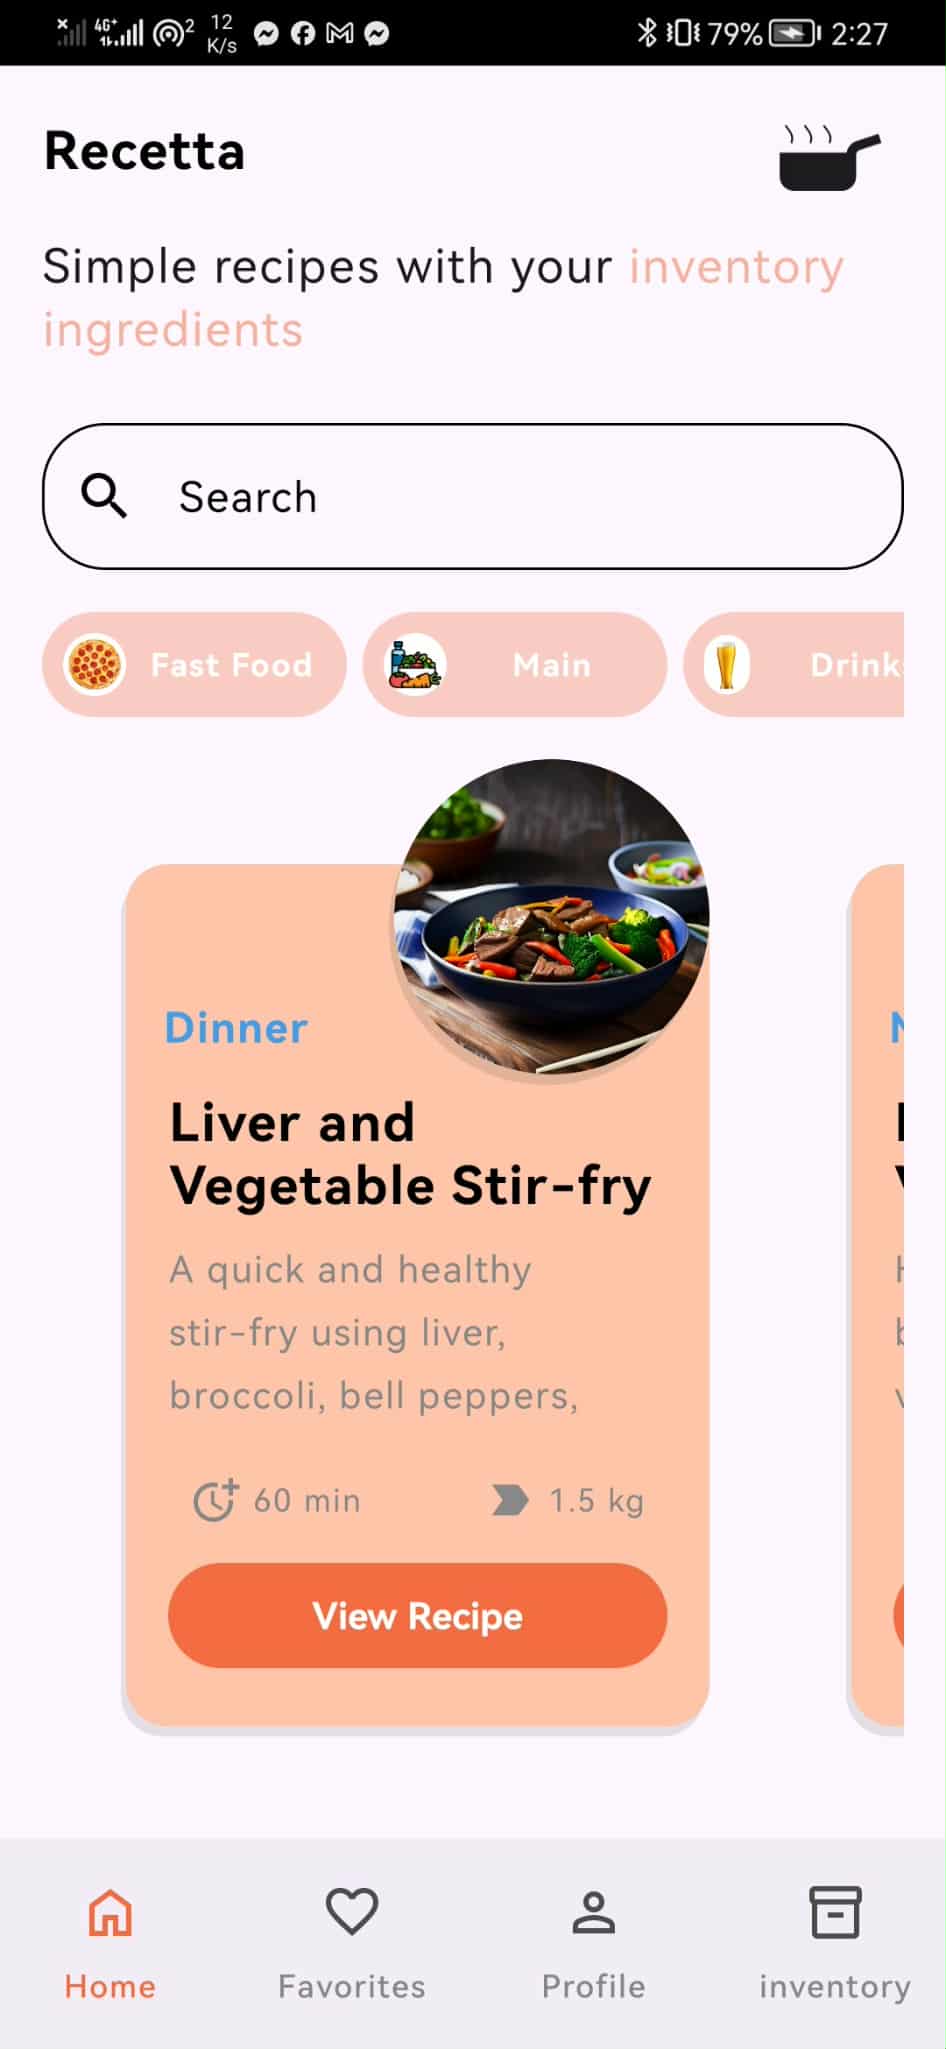 4G+ 2 12 K/s 79% 2:27
Recetta
Simple recipes with your inventory
ingredients
Search
Fast Food Main Drink
Dinner
Liver and
Vegetable Stir-fry
A quick and healthy
stir-fry using liver,
broccoli, bell peppers,
60 min 1.5 kg
View Recipe
Home Favorites Profile inventory